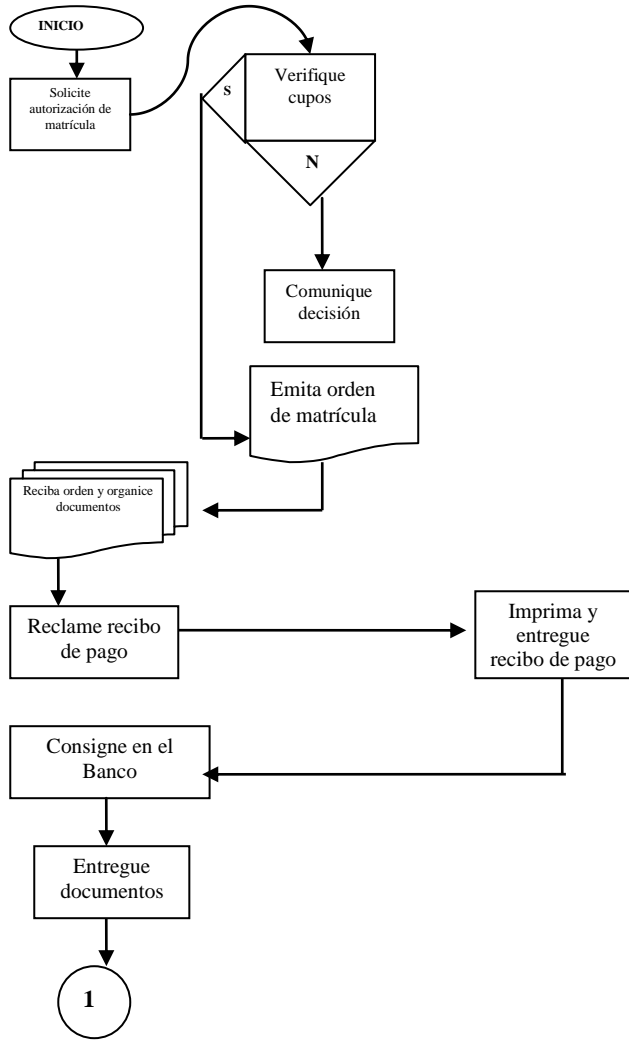 INICIO
Solicite
autorización de
matrícula
Verifique
cupos
S
N
Comunique
decisión
Emita orden
de matrícula
Reciba orden y organice
documentos
Reclame recibo
de pago
Imprima y
entregue
recibo de pago
Consigne en el
Banco
Entregue
documentos
1